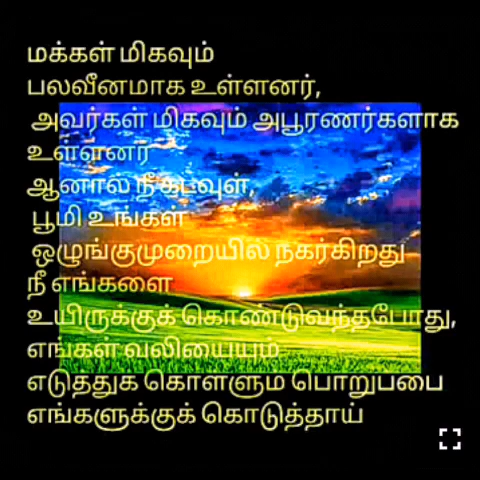 மக்கள் மிகவும்
பலவீனமாக உள்ளனர்,
அவர்கள் மிகவும் அபூரணர்களாக
உள்ளனர்
ஆனால் நீ கடவுள்,
பூமி உங்கள்
ஒழுங்குமுறையில் நகர்கிறது
நீ எங்களை
உயிருக்குக் கொண்டுவந்தபோது,
எங்கள் வலியையும்
எடுத்துக் கொள்ளும் பொறுப்பை
எங்களுக்குக் கொடுத்தாய்